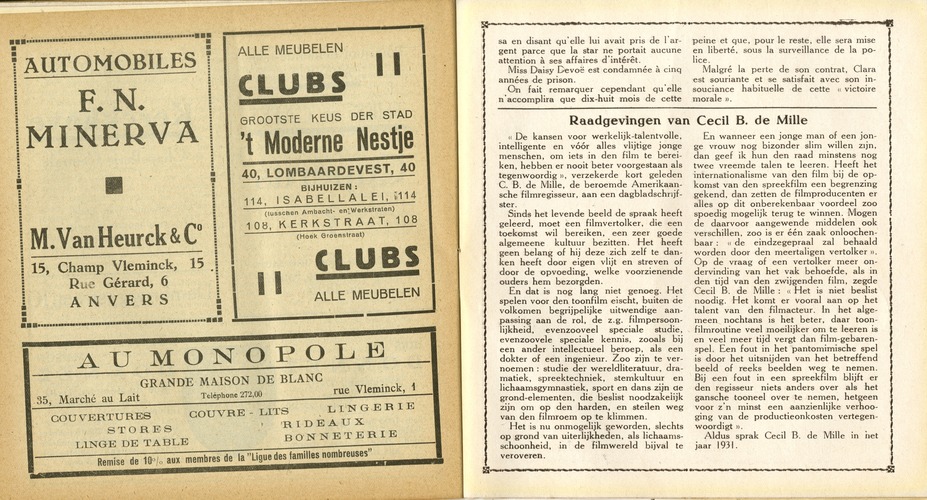 AUTOMOBILES
F. N.
MINERVA
M. Van Heurck & Cº
15, Champ Vleminck, 15
Rue Gérard, 6
ANVERS
ALLE MEUBELEN
CLUBS
GROOTSTE KEUS DER STAD
't Moderne Nestje
40, LOMBAARDEVEST, 40
BIJHUIZEN :
114, ISABELLALEI, 114
(tusschen Ambacht- en Werkstraten)
108, KERKSTRAAT, 108
(Hoek Groenstraat)
CLUBS
ALLE MEUBELEN
AU MONOPOLE
GRANDE MAISON DE BLANC
35, Marché au Lait Téléphone 272,00 rue Vleminck, 1
COUVERTURES COUVRE - LITS LINGERIE
STORES RIDEAUX
LINGE DE TABLE BONNETERIE
Remise de 10% aux membres de la "Ligue des familles nombreuses"
sa en disant qu'elle lui avait pris de l'ar-
gent parce que la star ne portait aucune
attention à ses affaires d'intérêt.
Miss Daisy Devoë est condamnée à cinq
années de prison.
On fait remarquer cependant qu'elle
n'accomplira que dix-huit mois de cette
peine et que, pour le reste, elle sera mise
en liberté, sous la surveillance de la po-
lice.
Malgré la perte de son contrat, Clara
est souriante et se satisfait avec son in-
souciance habituelle de cette « victoire
morale ».
Raadgevingen van Cecil B. de Mille
« De kansen voor werkelijk-talentvolle,
intelligente en vóór alles vlijtige jonge
menschen, om iets in den film te berei-
ken, hebben er nooit beter voorgestaan als
tegenwoordig », verzekerde kort geleden
C. B. de Mille, de beroemde Amerikaan-
sche filmregisseur, aan een dagbladschrijf-
ster.
Sinds het levende beeld de spraak heeft
geleerd, moet een filmvertolker, die een
toekomst wil bereiken, een zeer goede
algemeene kultuur bezitten. Het heeft
geen belang of hij deze zich zelf te dan-
ken heeft door eigen vlijt en streven of
door de opvoeding, welke voorzienende
ouders hem bezorgden.
En dat is nog lang niet genoeg. Het
spelen voor den toonfilm eischt, buiten de
volkomen begrijpelijke uitwendige aan-
passing aan de rol, de z.g. filmpersoon-
lijkheid, evenzooveel speciale studie,
evenzoovele speciale kennis, zooals bij
een ander intellectueel beroep, als een
dokter of een ingenieur. Zoo zijn te ver-
noemen : studie der wereldliteratuur, dra-
matiek, spreektechniek, stemkultuur en
lichaamsgymnastiek, sport en dans zijn de
grond-elementen, die beslist noodzakelijk
zijn om op den harden, en steilen weg
van den filmroem op te klimmen.
Het is nu onmogelijk geworden, slechts
op grond van uiterlijkheden, als lichaams-
schoonheid, in de filmwereld bijval te
veroveren.
En wanneer een jonge man of een jon-
ge vrouw nog bizonder slim willen zijn,
dan geef ik hun den raad minstens nog
twee vreemde talen te leeren. Heeft het
internationalisme van den film bij de op-
komst van den spreekfilm een begrenzing
gekend, dan zetten de filmproducenten er
alles op dit onberekenbaar voordeel zoo
spoedig mogelijk terug te winnen. Mogen
de daarvoor aangewende middelen ook
verschillen, zoo is er één zaak onloochen-
baar : « de eindzegepraal zal behaald
worden door den meertaligen vertolker ».
Op de vraag of een vertolker meer on-
dervinding van het vak behoefde, als in
den tijd van den zwijgenden film, zegde
Cecil B. de Mille : « Het is niet beslist
noodig. Het komt er vooral aan op het
talent van den filmacteur. In het alge-
meen nochtans is het beter, daar toon-
filmroutine veel moeilijker om te leeren is
en veel meer tijd vergt dan film-gebaren-
spel. Een fout in het pantomimische spel
is door het uitsnijden van het betreffend
beeld of reeks beelden weg te nemen.
Bij een fout in een spreekfilm blijft er
den regisseur niets anders over als het
gansche tooneel over te nemen, hetgeen
voor z'n minst een aanzienlijke verhoo-
ging van de productieonkosten vertegen-
woordigt ».
Aldus sprak Cecil B. de Mille in het
jaar 1931.